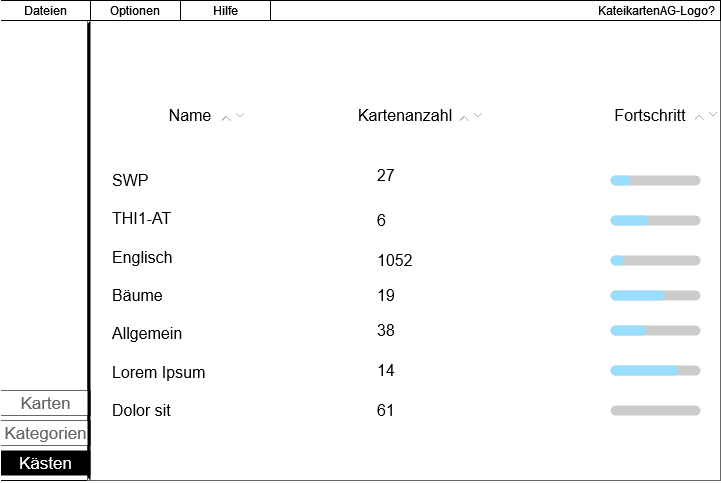 Dateien Optionen Hilfe KateikartenAG-Logo?
Name Kartenanzahl Fortschritt
SWP 27
THI1-AT 6
Englisch 1052
Bäume 19
Allgemein 38
Lorem Ipsum 14
Karten
Dolor sit 61
Kategorien
Kästen